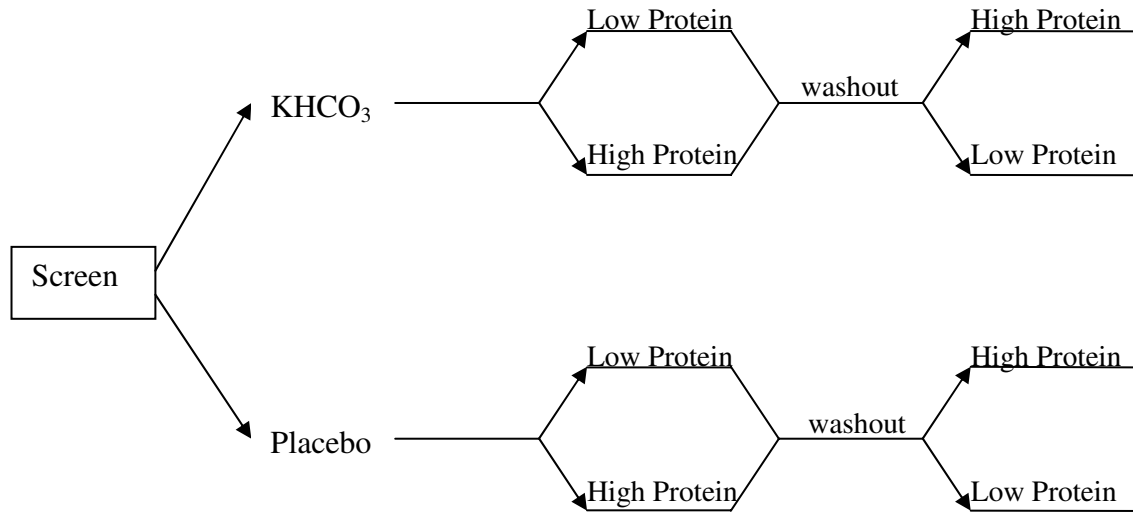 Low Protein
High Protein
washout
KHCO₃
High Protein
Low Protein
Screen
Low Protein
High Protein
washout
Placebo
High Protein
Low Protein